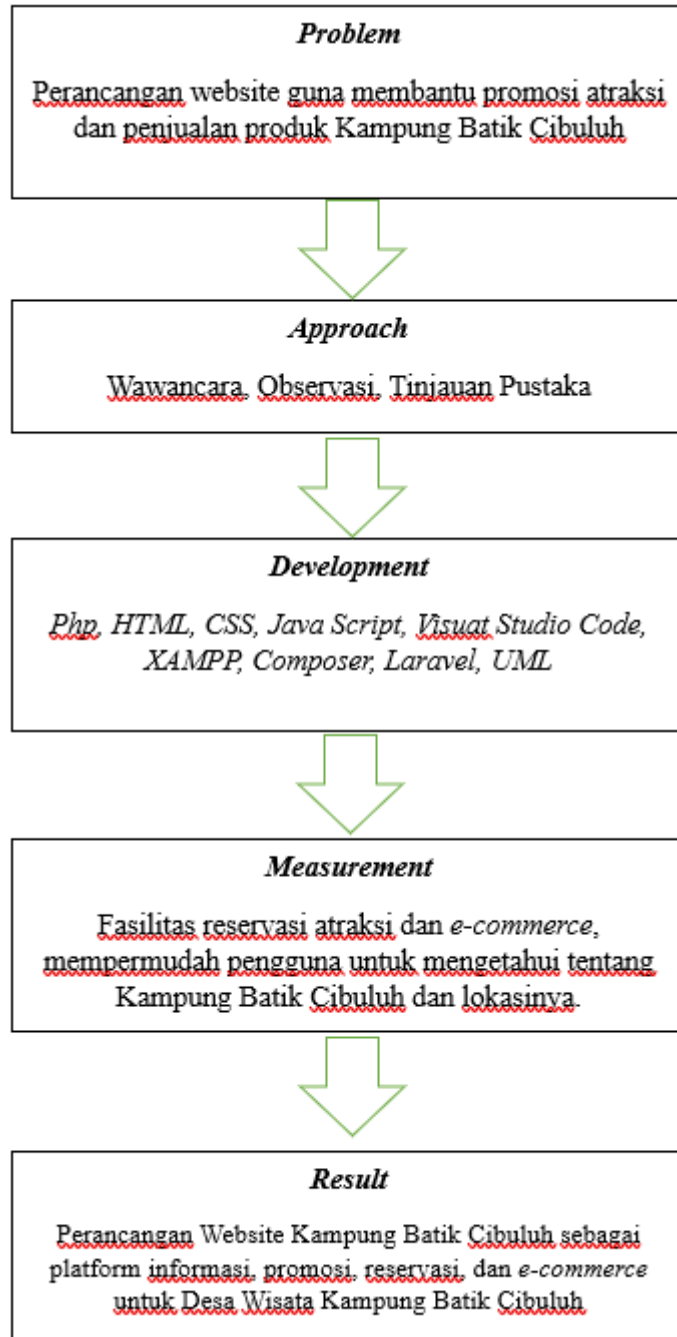 Problem
Perancangan website guna membantu promosi atraksi
dan penjualan produk Kampung Batik Cibuluh
Approach
Wawancara, Observasi, Tinjauan Pustaka
Development
Php, HTML, CSS, Java Script, Visuat Studio Code,
XAMPP, Composer, Laravel, UML
Measurement
Fasilitas reservasi atraksi dan e-commerce,
mempermudah pengguna untuk mengetahui tentang
Kampung Batik Cibuluh dan lokasinya.
Result
Perancangan Website Kampung Batik Cibuluh sebagai
platform informasi, promosi, reservasi, dan e-commerce
untuk Desa Wisata Kampung Batik Cibuluh